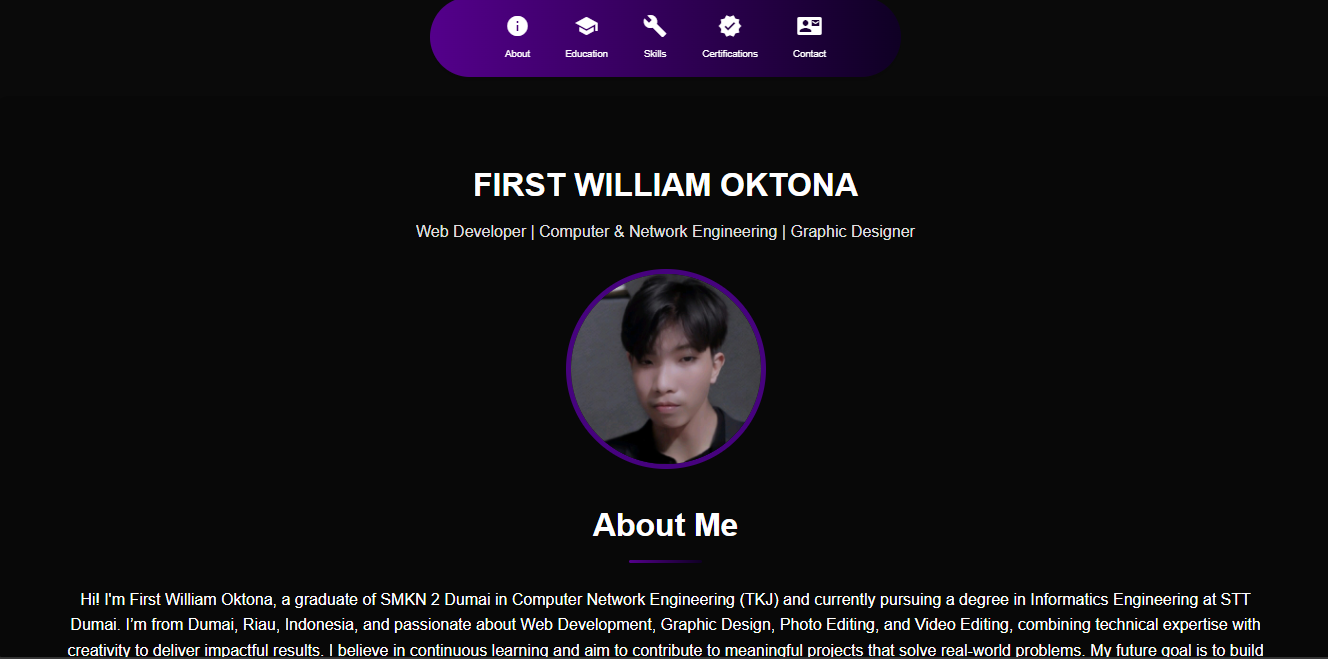 About Education Skills Certifications Contact
FIRST WILLIAM OKTONA
Web Developer | Computer & Network Engineering | Graphic Designer
About Me
Hi! I'm First William Oktona, a graduate of SMKN 2 Dumai in Computer Network Engineering (TKJ) and currently pursuing a degree in Informatics Engineering at STT
Dumai. I’m from Dumai, Riau, Indonesia, and passionate about Web Development, Graphic Design, Photo Editing, and Video Editing, combining technical expertise with
creativity to deliver impactful results. I believe in continuous learning and aim to contribute to meaningful projects that solve real-world problems. My future goal is to build